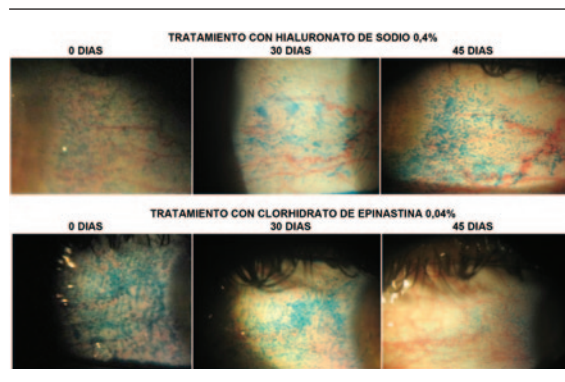 TRATAMIENTO CON HIALURONATO DE SODIO 0,4%
0 DIAS 30 DIAS 45 DIAS
TRATAMIENTO CON CLORHIDRATO DE EPINASTINA 0,04%
0 DIAS 30 DIAS 45 DIAS